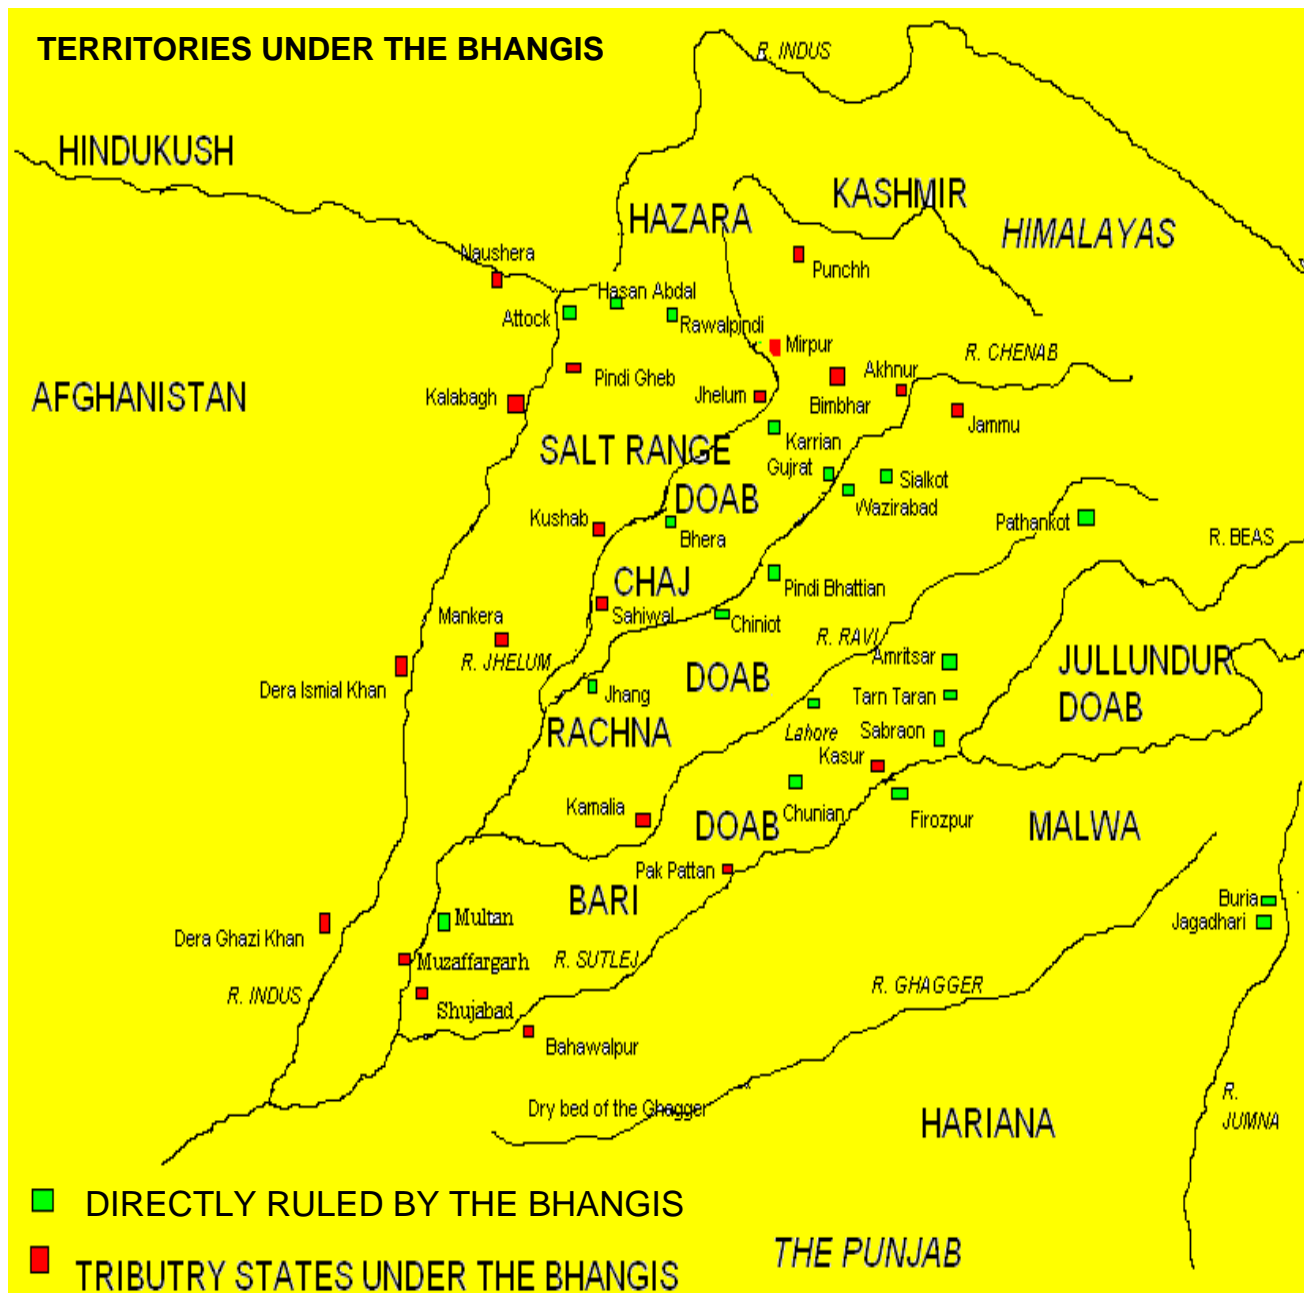 TERRITORIES UNDER THE BHANGIS
R. INDUS
HINDUKUSH
KASHMIR
HAZARA
HIMALAYAS
Naushera
Punchh
Hasan Abdal
Attock
Rawalpindi
Mirpur
R. CHENAB
Pindi Gheb
Akhnur
AFGHANISTAN
Kalabagh
Jhelum
Bimbhar
Jammu
Karrian
SALT RANGE
Gujrat
Sialkot
DOAB
Wazirabad
Kushab
Pathankot
Bhera
R. BEAS
CHAJ
Pindi Bhattian
Mankera
Sahiwal
Chiniot
R. RAVI
R. JHELUM
Amritsar
JULLUNDUR
Dera Ismial Khan
DOAB
Jhang
Tarn Taran
DOAB
RACHNA
Lahore
Sabraon
Kasur
Kamalia
Chunian
DOAB
Firozpur
MALWA
Pak Pattan
BARI
Buria
Multan
Jagadhari
Dera Ghazi Khan
Muzaffargarh
R. SUTLEJ
R. INDUS
R. GHAGGER
Shujabad
Bahawalpur
R.
JUMNA
Dry bed of the Ghagger
HARIANA
DIRECTLY RULED BY THE BHANGIS
THE PUNJAB
TRIBUTRY STATES UNDER THE BHANGIS